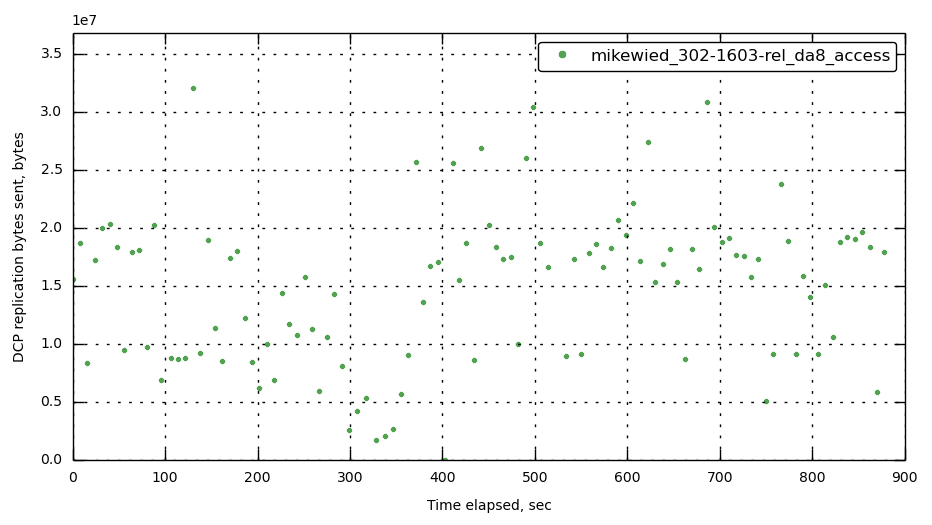 1e7
mikewied_302-1603-rel_da8_access
3.5
3.0
2.5
2.0
1.5
1.0
0.5
0.0
DCP replication bytes sent, bytes
0 100 200 300 400 500 600 700 800 900
Time elapsed, sec